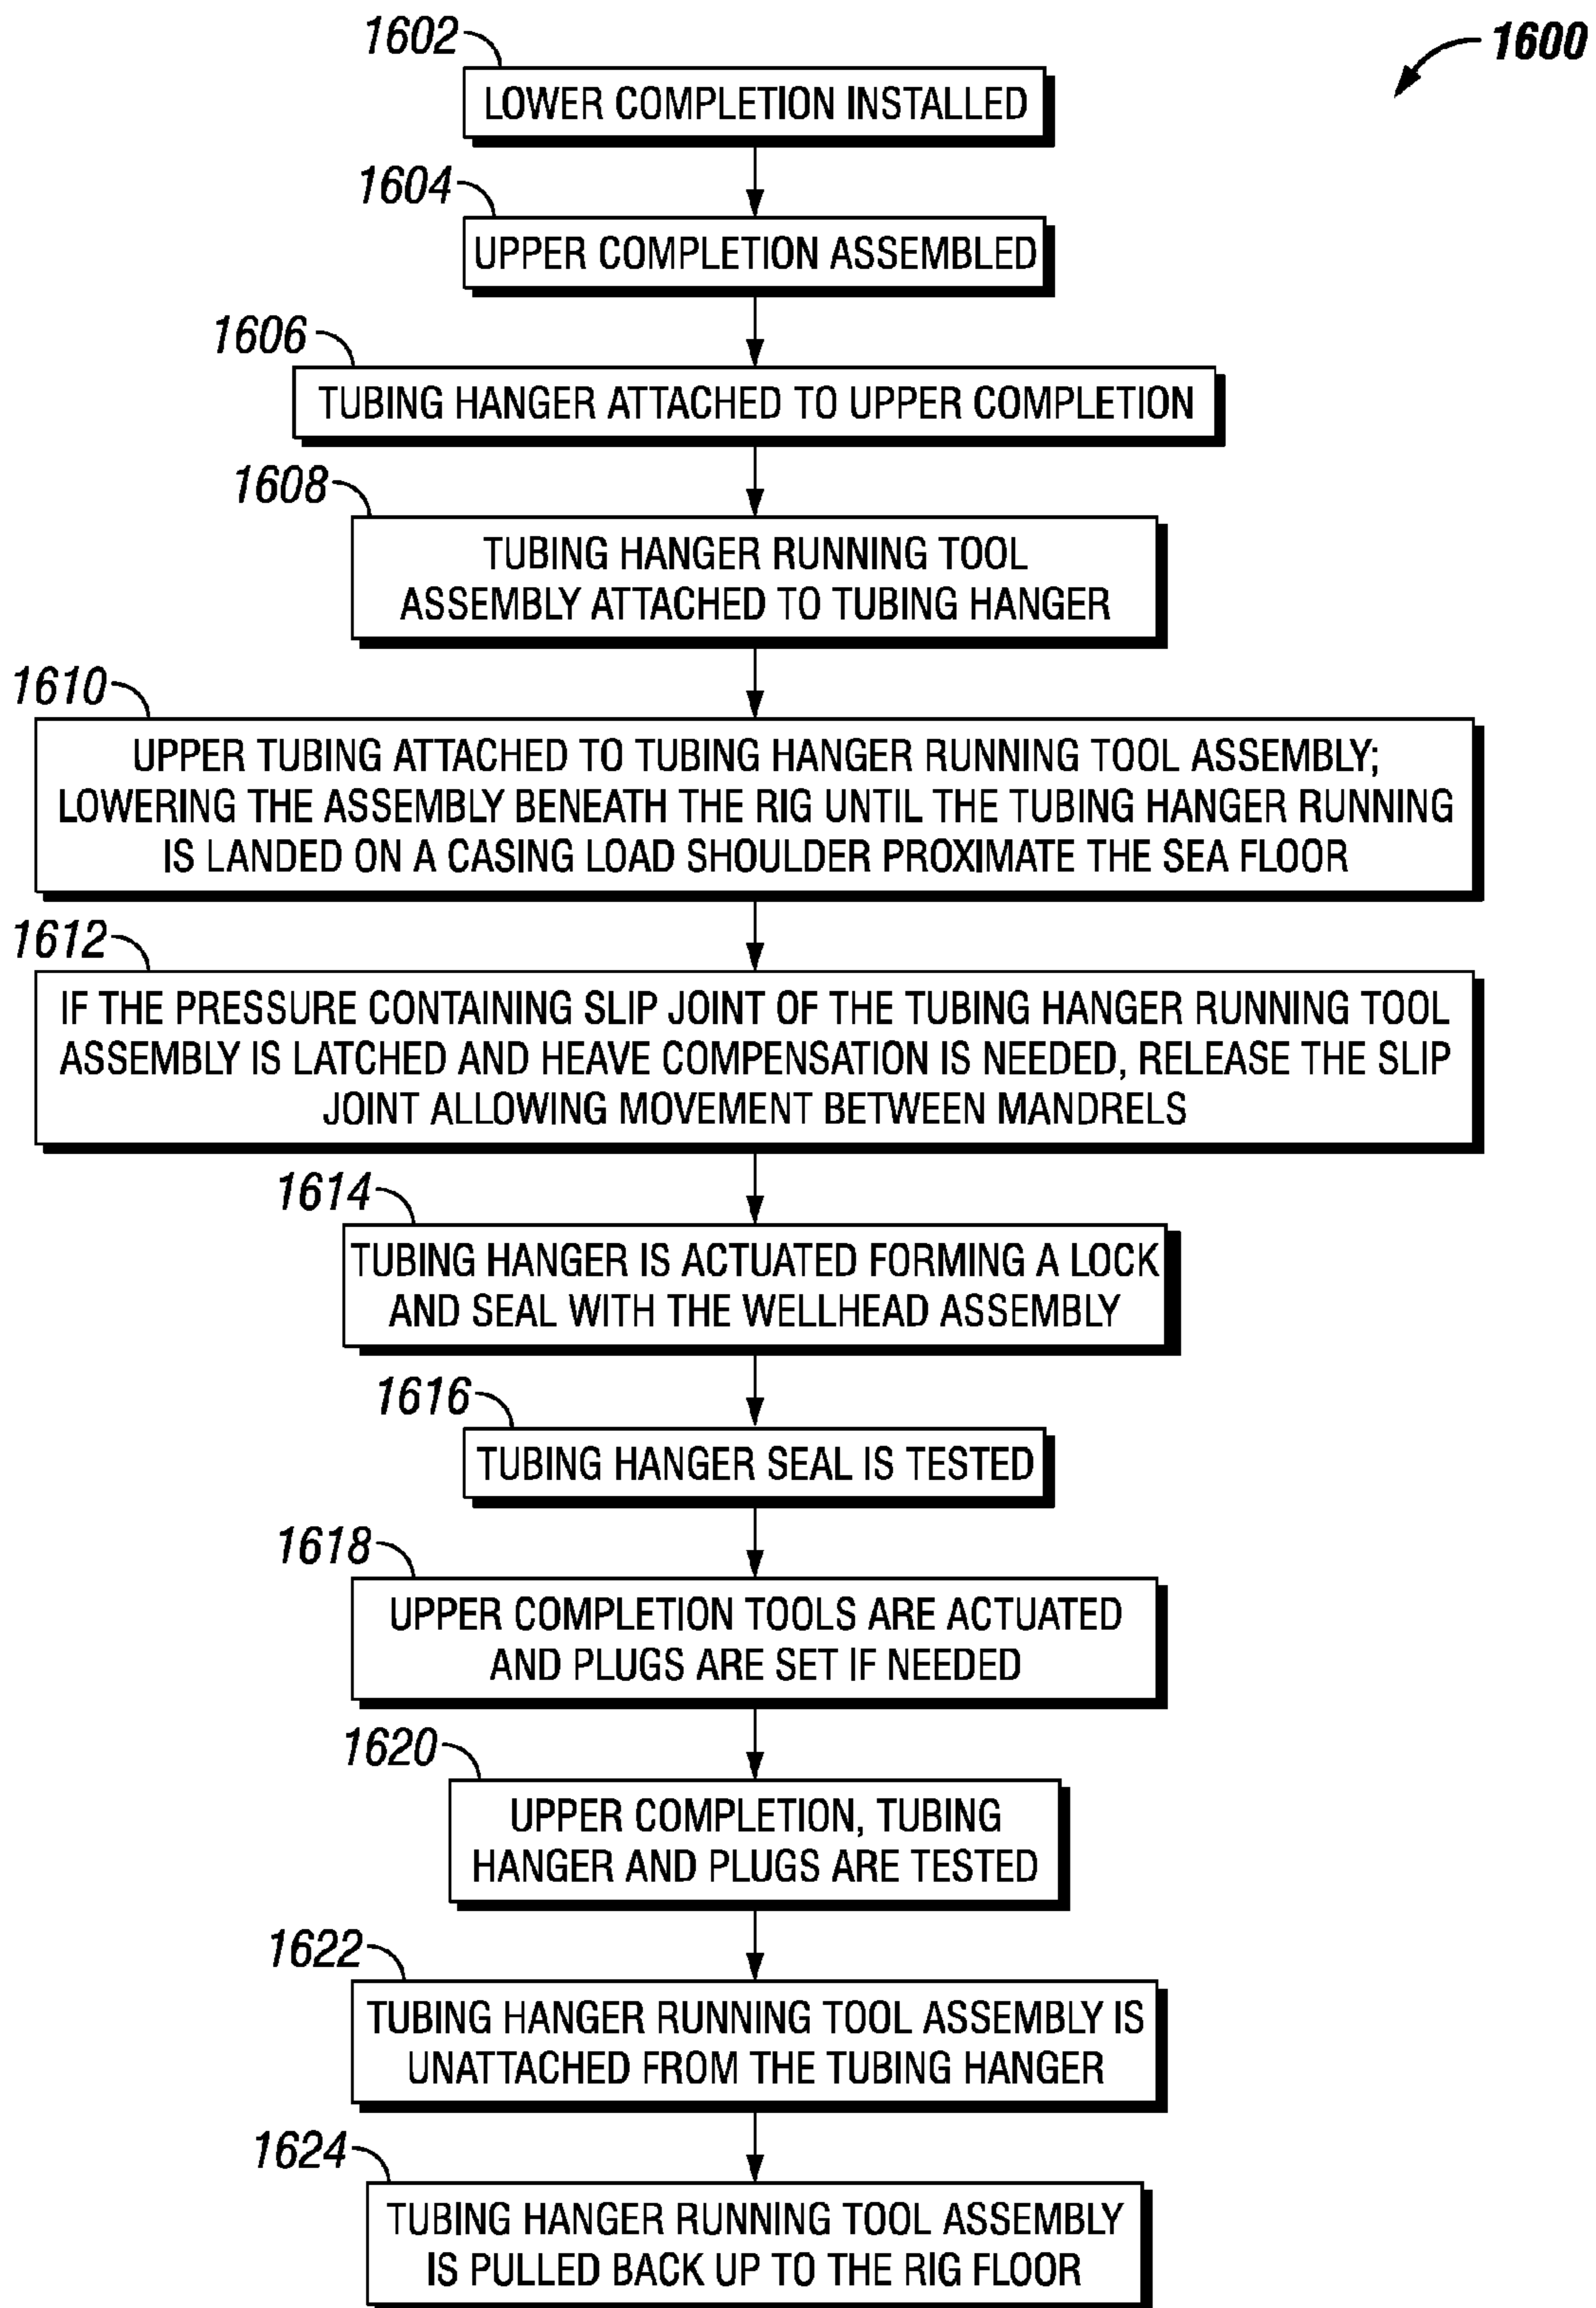 1600
1602
LOWER COMPLETION INSTALLED
1604
UPPER COMPLETION ASSEMBLED
1606
TUBING HANGER ATTACHED TO UPPER COMPLETION
1608
TUBING HANGER RUNNING TOOL
ASSEMBLY ATTACHED TO TUBING HANGER
1610
UPPER TUBING ATTACHED TO TUBING HANGER RUNNING TOOL ASSEMBLY;
LOWERING THE ASSEMBLY BENEATH THE RIG UNTIL THE TUBING HANGER RUNNING
IS LANDED ON A CASING LOAD SHOULDER PROXIMATE THE SEA FLOOR
1612
IF THE PRESSURE CONTAINING SLIP JOINT OF THE TUBING HANGER RUNNING TOOL
ASSEMBLY IS LATCHED AND HEAVE COMPENSATION IS NEEDED, RELEASE THE SLIP
JOINT ALLOWING MOVEMENT BETWEEN MANDRELS
1614
TUBING HANGER IS ACTUATED FORMING A LOCK
AND SEAL WITH THE WELLHEAD ASSEMBLY
1616
TUBING HANGER SEAL IS TESTED
1618
UPPER COMPLETION TOOLS ARE ACTUATED
AND PLUGS ARE SET IF NEEDED
1620
UPPER COMPLETION, TUBING
HANGER AND PLUGS ARE TESTED
1622
TUBING HANGER RUNNING TOOL ASSEMBLY IS
UNATTACHED FROM THE TUBING HANGER
1624
TUBING HANGER RUNNING TOOL ASSEMBLY
IS PULLED BACK UP TO THE RIG FLOOR